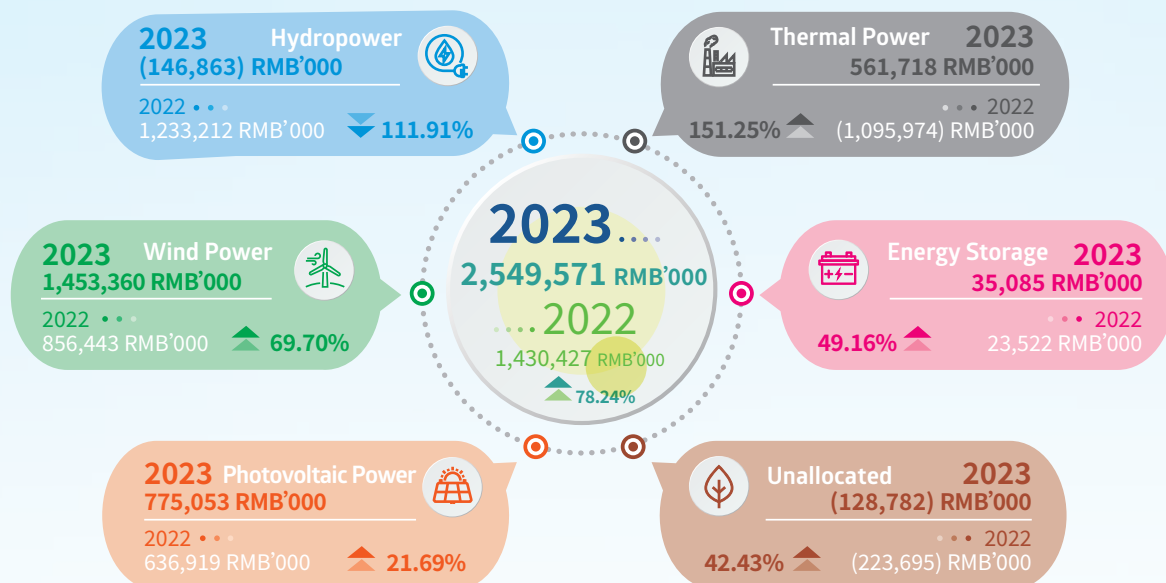 2023 Hydropower
(146,863) RMB’000
2022
1,233,212 RMB’000 111.91%
Thermal Power 2023
561,718 RMB’000
2022
151.25% (1,095,974) RMB’000
2023 Wind Power
1,453,360 RMB’000
2022
856,443 RMB’000 69.70%
2023....
2,549,571 RMB’000
....2022
1,430,427 RMB’000
78.24%
Energy Storage 2023
35,085 RMB’000
2022
49.16% 23,522 RMB’000
2023 Photovoltaic Power
775,053 RMB’000
2022
636,919 RMB’000 21.69%
Unallocated 2023
(128,782) RMB’000
2022
42.43% (223,695) RMB’000